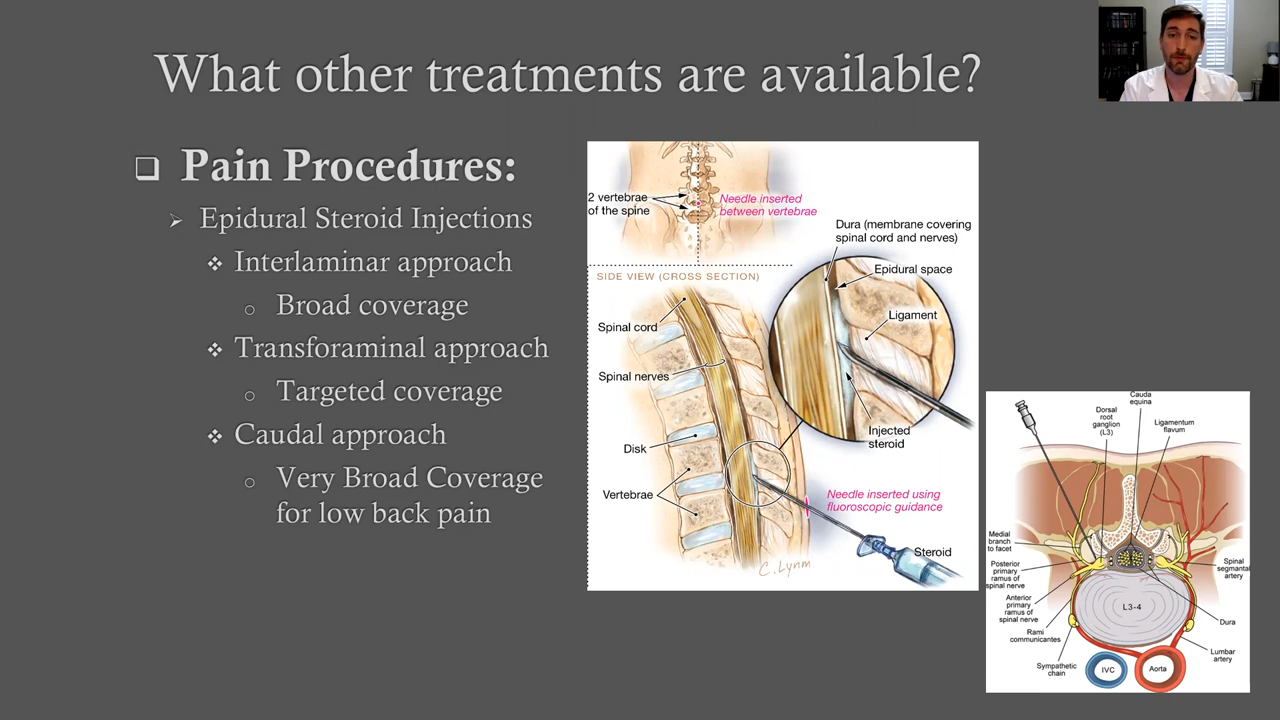 What other treatments are available?
Pain Procedures:
Epidural Steroid Injections
Interlaminar approach
Broad coverage
Transforaminal approach
Targeted coverage
Caudal approach
Very Broad Coverage
for low back pain
2 vertebrae
of the spine
Needle inserted
between vertebrae
Dura (membrane covering
spinal cord and nerves)
SIDE VIEW (CROSS SECTION)
Epidural space
Ligament
Spinal cord
Spinal nerves
Injected
steroid
Disk
Vertebrae
Needle inserted using
fluoroscopic guidance
Steroid
C. Lynm
Cauda
equina
Dorsal
root
ganglion
(L3)
Ligamentum
flavum
Medial
branch
to facet
Posterior
primary
ramus of
spinal nerve
Anterior
primary
ramus of
spinal nerve
Rami
communicantes
Sympathetic
chain
Spinal
segmantal
artery
L3-4
Dura
Lumbar
artery
IVC
Aorta